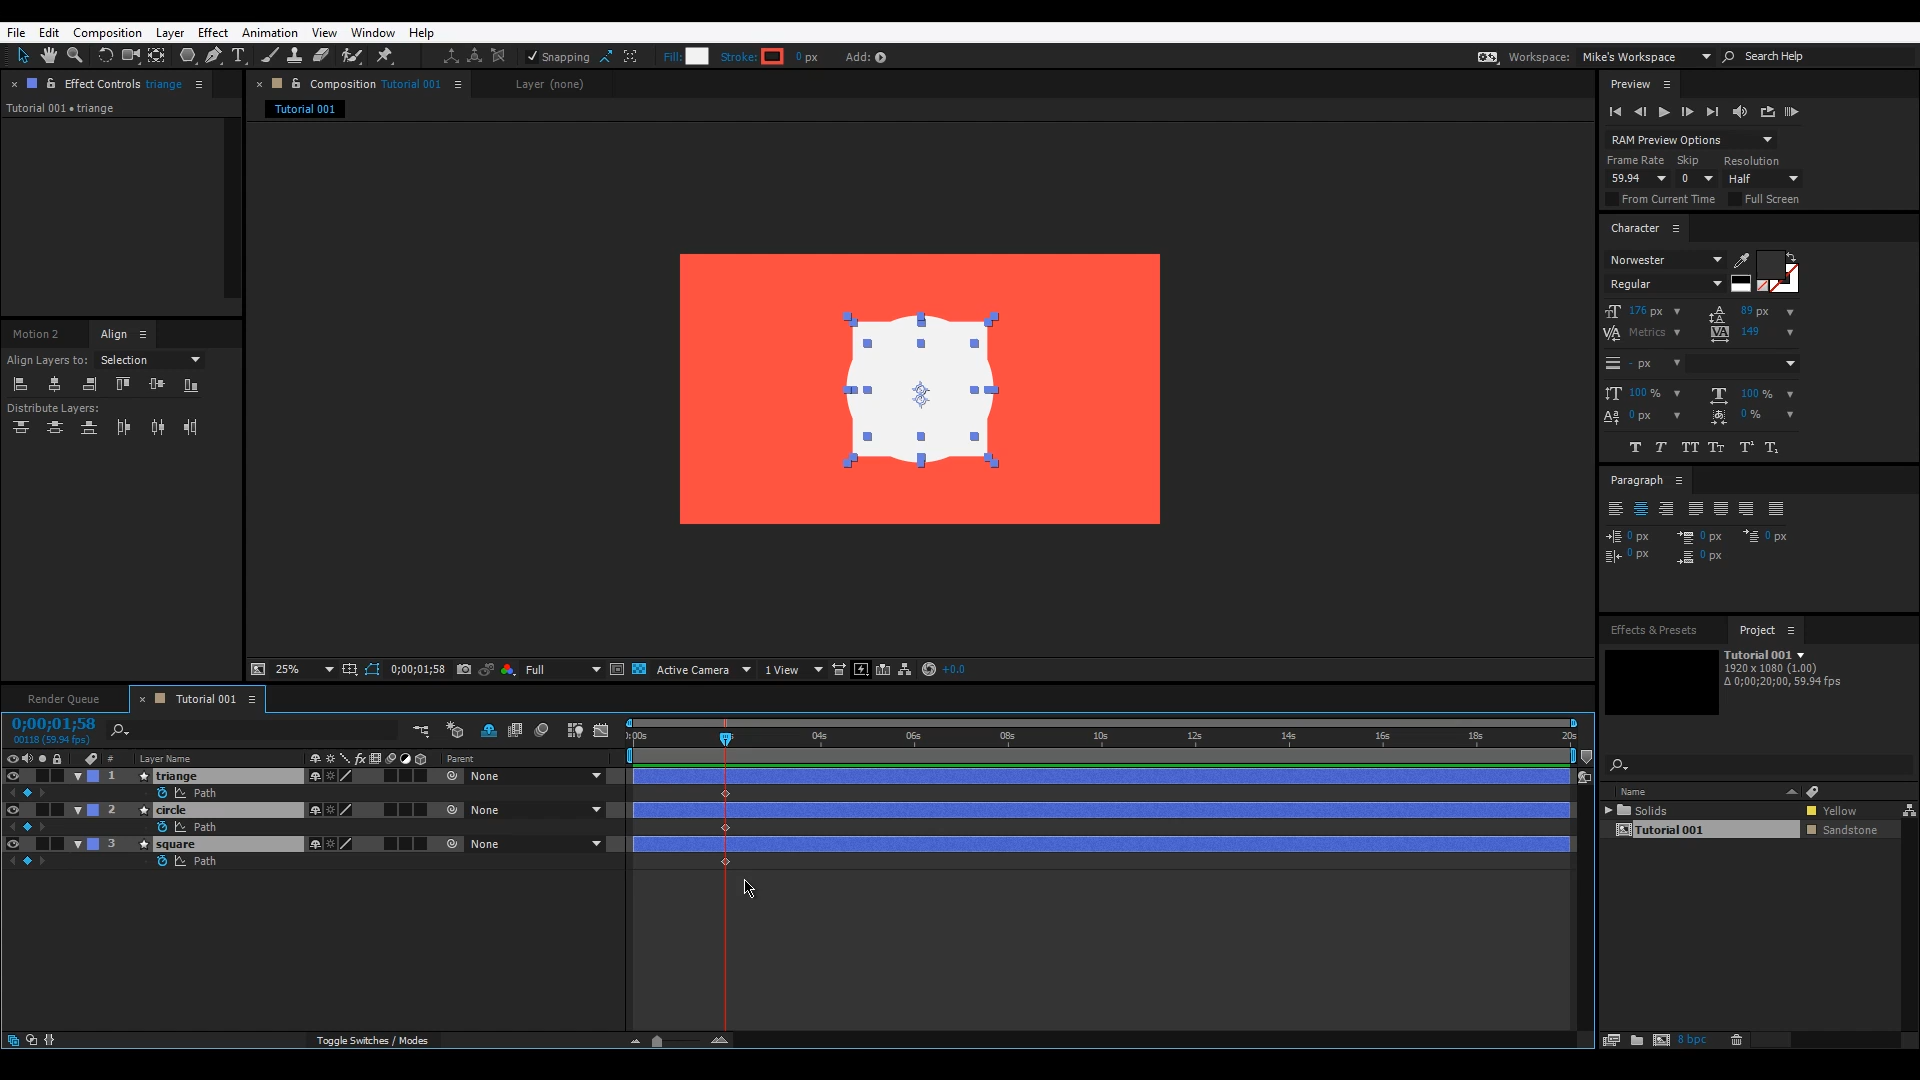 File Edit Composition Layer Effect Animation View Window Help
Snapping Fill: Stroke: 0 px Add: Workspace: Mike's Workspace Search Help
Effect Controls triange
Composition Tutorial 001
Layer (none)
Preview
Tutorial 001 • triange
Tutorial 001
RAM Preview Options
Frame Rate Skip Resolution
59.94 0 Half
From Current Time Full Screen
Character
Norwester
Regular
176 px 89 px
Metrics 149
- px
100 % 100 %
0 px 0 %
Motion 2 Align
Align Layers to: Selection
Distribute Layers:
Paragraph
0 px 0 px 0 px
0 px 0 px
Effects & Presets Project
Tutorial 001
1920 x 1080 (1.00)
Δ 0;00;20;00, 59.94 fps
25% 0;00;01;58 Full Active Camera 1 View +0.0
Render Queue Tutorial 001
0;00;01;58
00118 (59.94 fps)
:00s 04s 06s 08s 10s 12s 14s 16s 18s 20s
# Layer Name fx Parent
1 triange None
Path
2 circle None
Path
3 square None
Path
Name
Solids Yellow
Tutorial 001 Sandstone
Toggle Switches / Modes
8 bpc